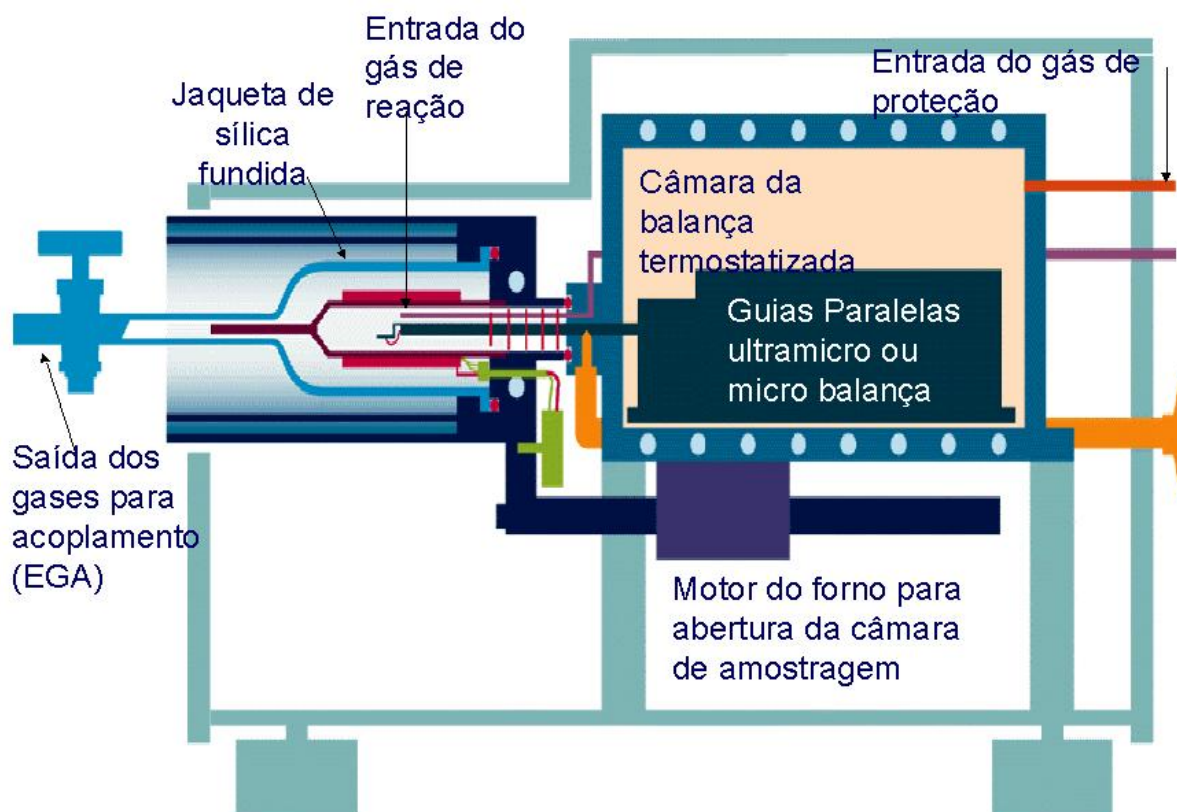 Entrada do
gás de
reação
Entrada do gás de
proteção
Jaqueta de
sílica
fundida
Câmara da
balança
termostatizada
Guias Paralelas
ultramicro ou
micro balança
Saída dos
gases para
acoplamento
(EGA)
Motor do forno para
abertura da câmara
de amostragem